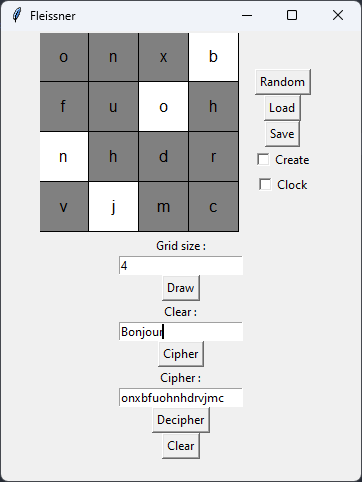 Fleissner
o n x b
f u o h
n h d r
v j m c
Random
Load
Save
Create
Clock
Grid size :
4
Draw
Clear :
Bonjour
Cipher
Cipher :
onxbfuohnhdrvjmc
Decipher
Clear